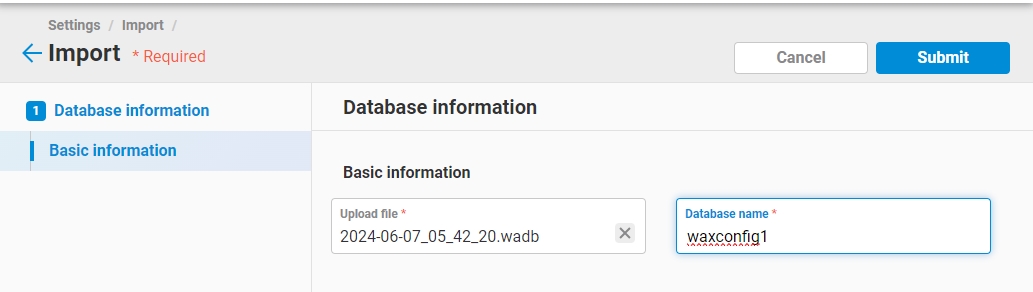 Settings / Import /
Import * Required
Cancel
Submit
1 Database information
Basic information
Database information
Basic information
Upload file *
2024-06-07_05_42_20.wadb
Database name *
waxconfig1